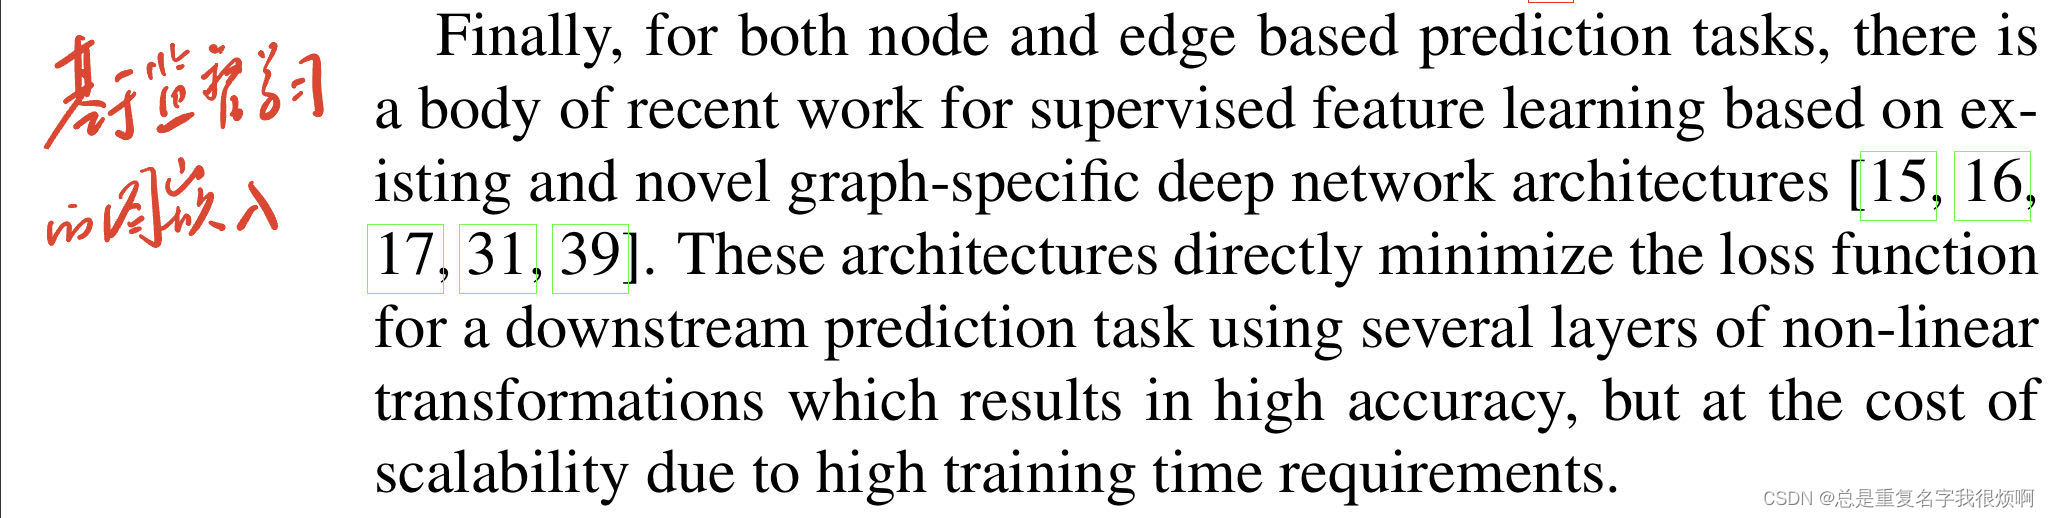 基于监督学习
的图嵌入
Finally, for both node and edge based prediction tasks, there is
a body of recent work for supervised feature learning based on ex-
isting and novel graph-specific deep network architectures [15, 16,
17, 31, 39]. These architectures directly minimize the loss function
for a downstream prediction task using several layers of non-linear
transformations which results in high accuracy, but at the cost of
scalability due to high training time requirements.
CSDN @总是重复名字我很烦啊